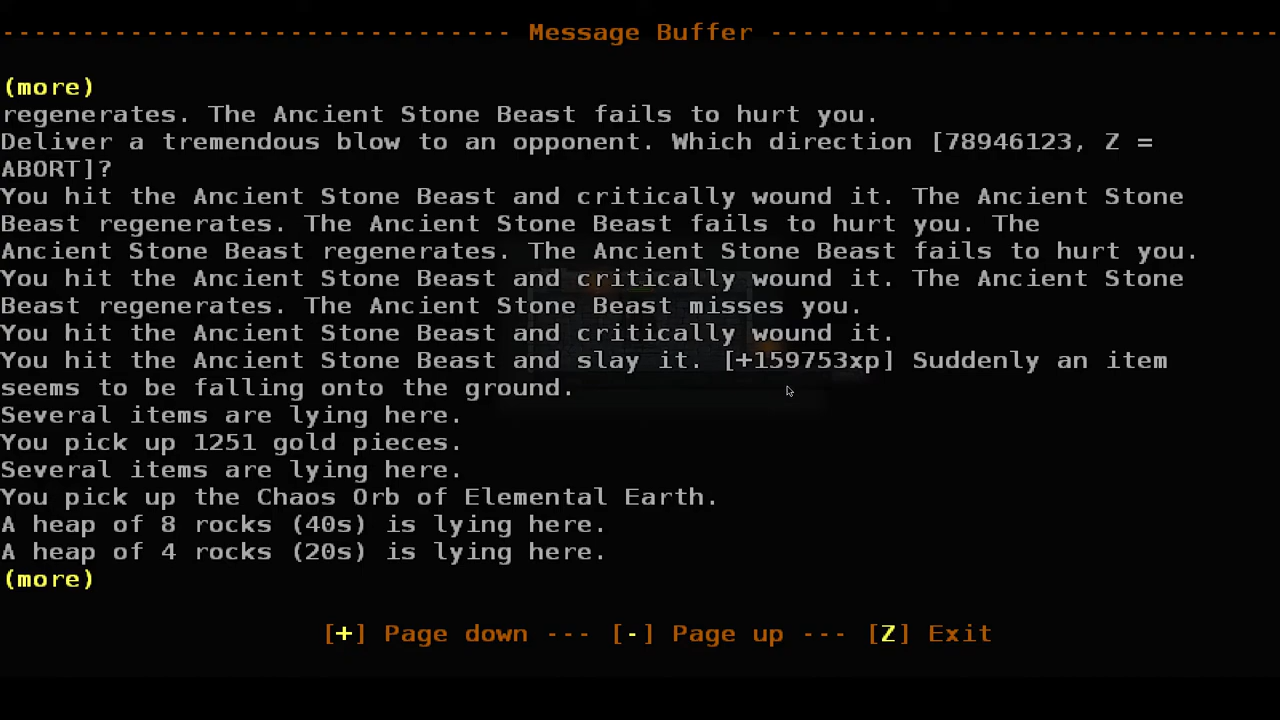 -------------------------------- Message Buffer --------------------------------
(more)
regenerates. The Ancient Stone Beast fails to hurt you.
Deliver a tremendous blow to an opponent. Which direction [78946123, Z =
ABORT]?
You hit the Ancient Stone Beast and critically wound it. The Ancient Stone
Beast regenerates. The Ancient Stone Beast fails to hurt you. The
Ancient Stone Beast regenerates. The Ancient Stone Beast fails to hurt you.
You hit the Ancient Stone Beast and critically wound it. The Ancient Stone
Beast regenerates. The Ancient Stone Beast misses you.
You hit the Ancient Stone Beast and critically wound it.
You hit the Ancient Stone Beast and slay it. [+159753xp] Suddenly an item
seems to be falling onto the ground.
Several items are lying here.
You pick up 1251 gold pieces.
Several items are lying here.
You pick up the Chaos Orb of Elemental Earth.
A heap of 8 rocks (40s) is lying here.
A heap of 4 rocks (20s) is lying here.
(more)
[+] Page down --- [-] Page up --- [Z] Exit